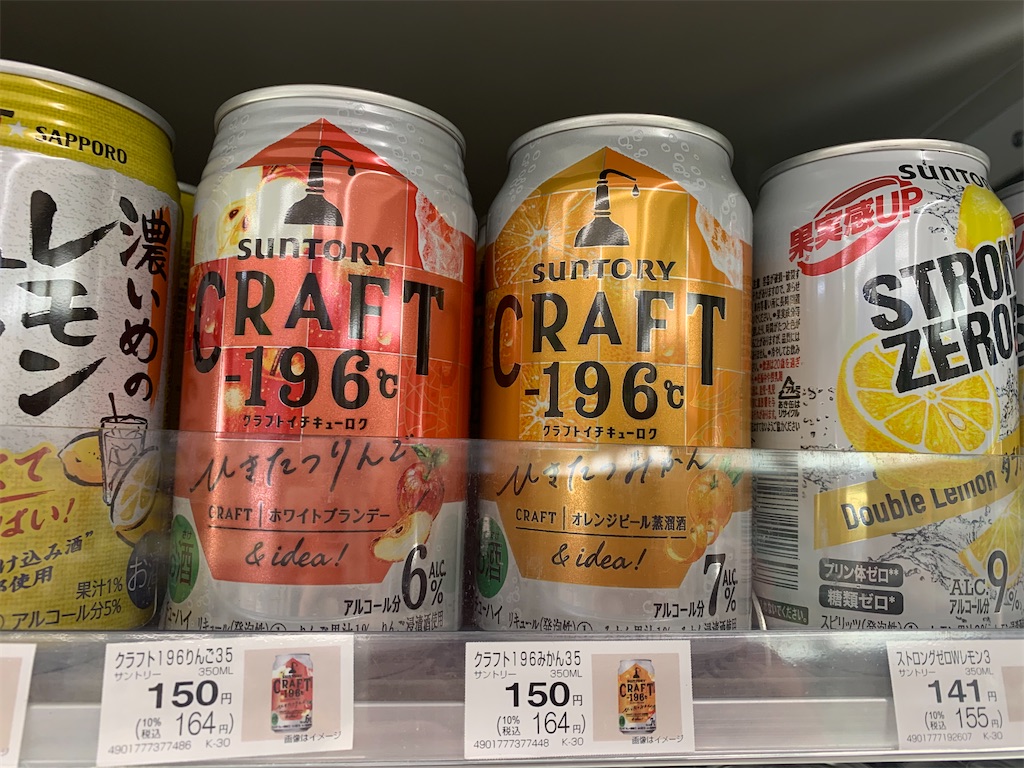 SAPPORO
濃いめの
レモン
果汁1%
アルコール分5%
SUNTORY
CRAFT
-196℃
クラフトイチキューロク
ひきたつりんご
CRAFT | ホワイトブランデー
& idea!
アルコール分 6% ALC.
SUNTORY
CRAFT
-196℃
クラフトイチキューロク
ひきたつみかん
CRAFT | オレンジピール蒸溜酒
& idea!
アルコール分 7% ALC.
SUNTORY
果実感UP
STRON
ZERO
Double Lemon
プリン体ゼロ**
糖類ゼロ*
ALC. 9%
アルコール分
クラフト196りんご35
サントリー 350ML
150円
(10%税込 164円)
4901777377486 K-30
画像はイメージ
クラフト196みかん35
サントリー 350ML
150円
(10%税込 164円)
4901777377448 K-30
画像はイメージ
ストロングゼロWレモン3
サントリー 350ML
141円
(10%税込 155円)
4901777192607 K-30